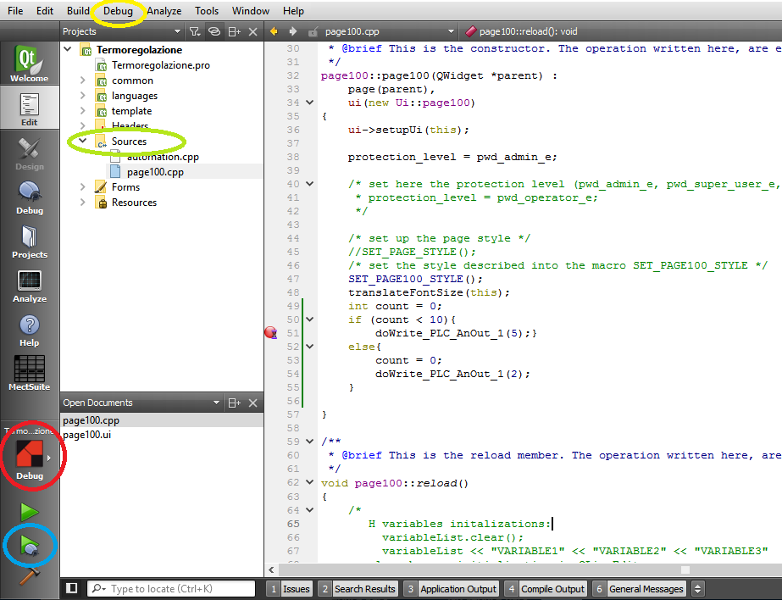 File Edit Build Debug Analyze Tools Window Help
Projects
page100.cpp
page100::reload(): void
Welcome
Edit
Design
Debug
Projects
Analyze
Help
MectSuite
Debug
Termoregolazione
Termoregolazione.pro
common
languages
template
Headers
Sources
automation.cpp
page100.cpp
Forms
Resources
Open Documents
page100.cpp
page100.ui
30 * @brief This is the constructor. The operation written here, are e
31 */
32 page100::page100(QWidget *parent) :
33 page(parent),
34 ui(new Ui::page100)
35 {
36 ui->setupUi(this);
37
38 protection_level = pwd_admin_e;
39
40 /* set here the protection level (pwd_admin_e, pwd_super_user_e,
41 * protection_level = pwd_operator_e;
42 */
43
44 /* set up the page style */
45 //SET_PAGE_STYLE();
46 /* set the style described into the macro SET_PAGE100_STYLE */
47 SET_PAGE100_STYLE();
48 translateFontSize(this);
49 int count = 0;
50 if (count < 10){
51 doWrite_PLC_AnOut_1(5);}
52 else{
53 count = 0;
54 doWrite_PLC_AnOut_1(2);
55 }
56
57 }
58
59 /**
60 * @brief This is the reload member. The operation written here, are
61 */
62 void page100::reload()
63 {
64 /*
65 H variables initalizations:
66 variableList.clear();
67 variableList << "VARIABLE1" << "VARIABLE2" << "VARIABLE3"
Type to locate (Ctrl+K)
1 Issues
2 Search Results
3 Application Output
4 Compile Output
6 General Messages